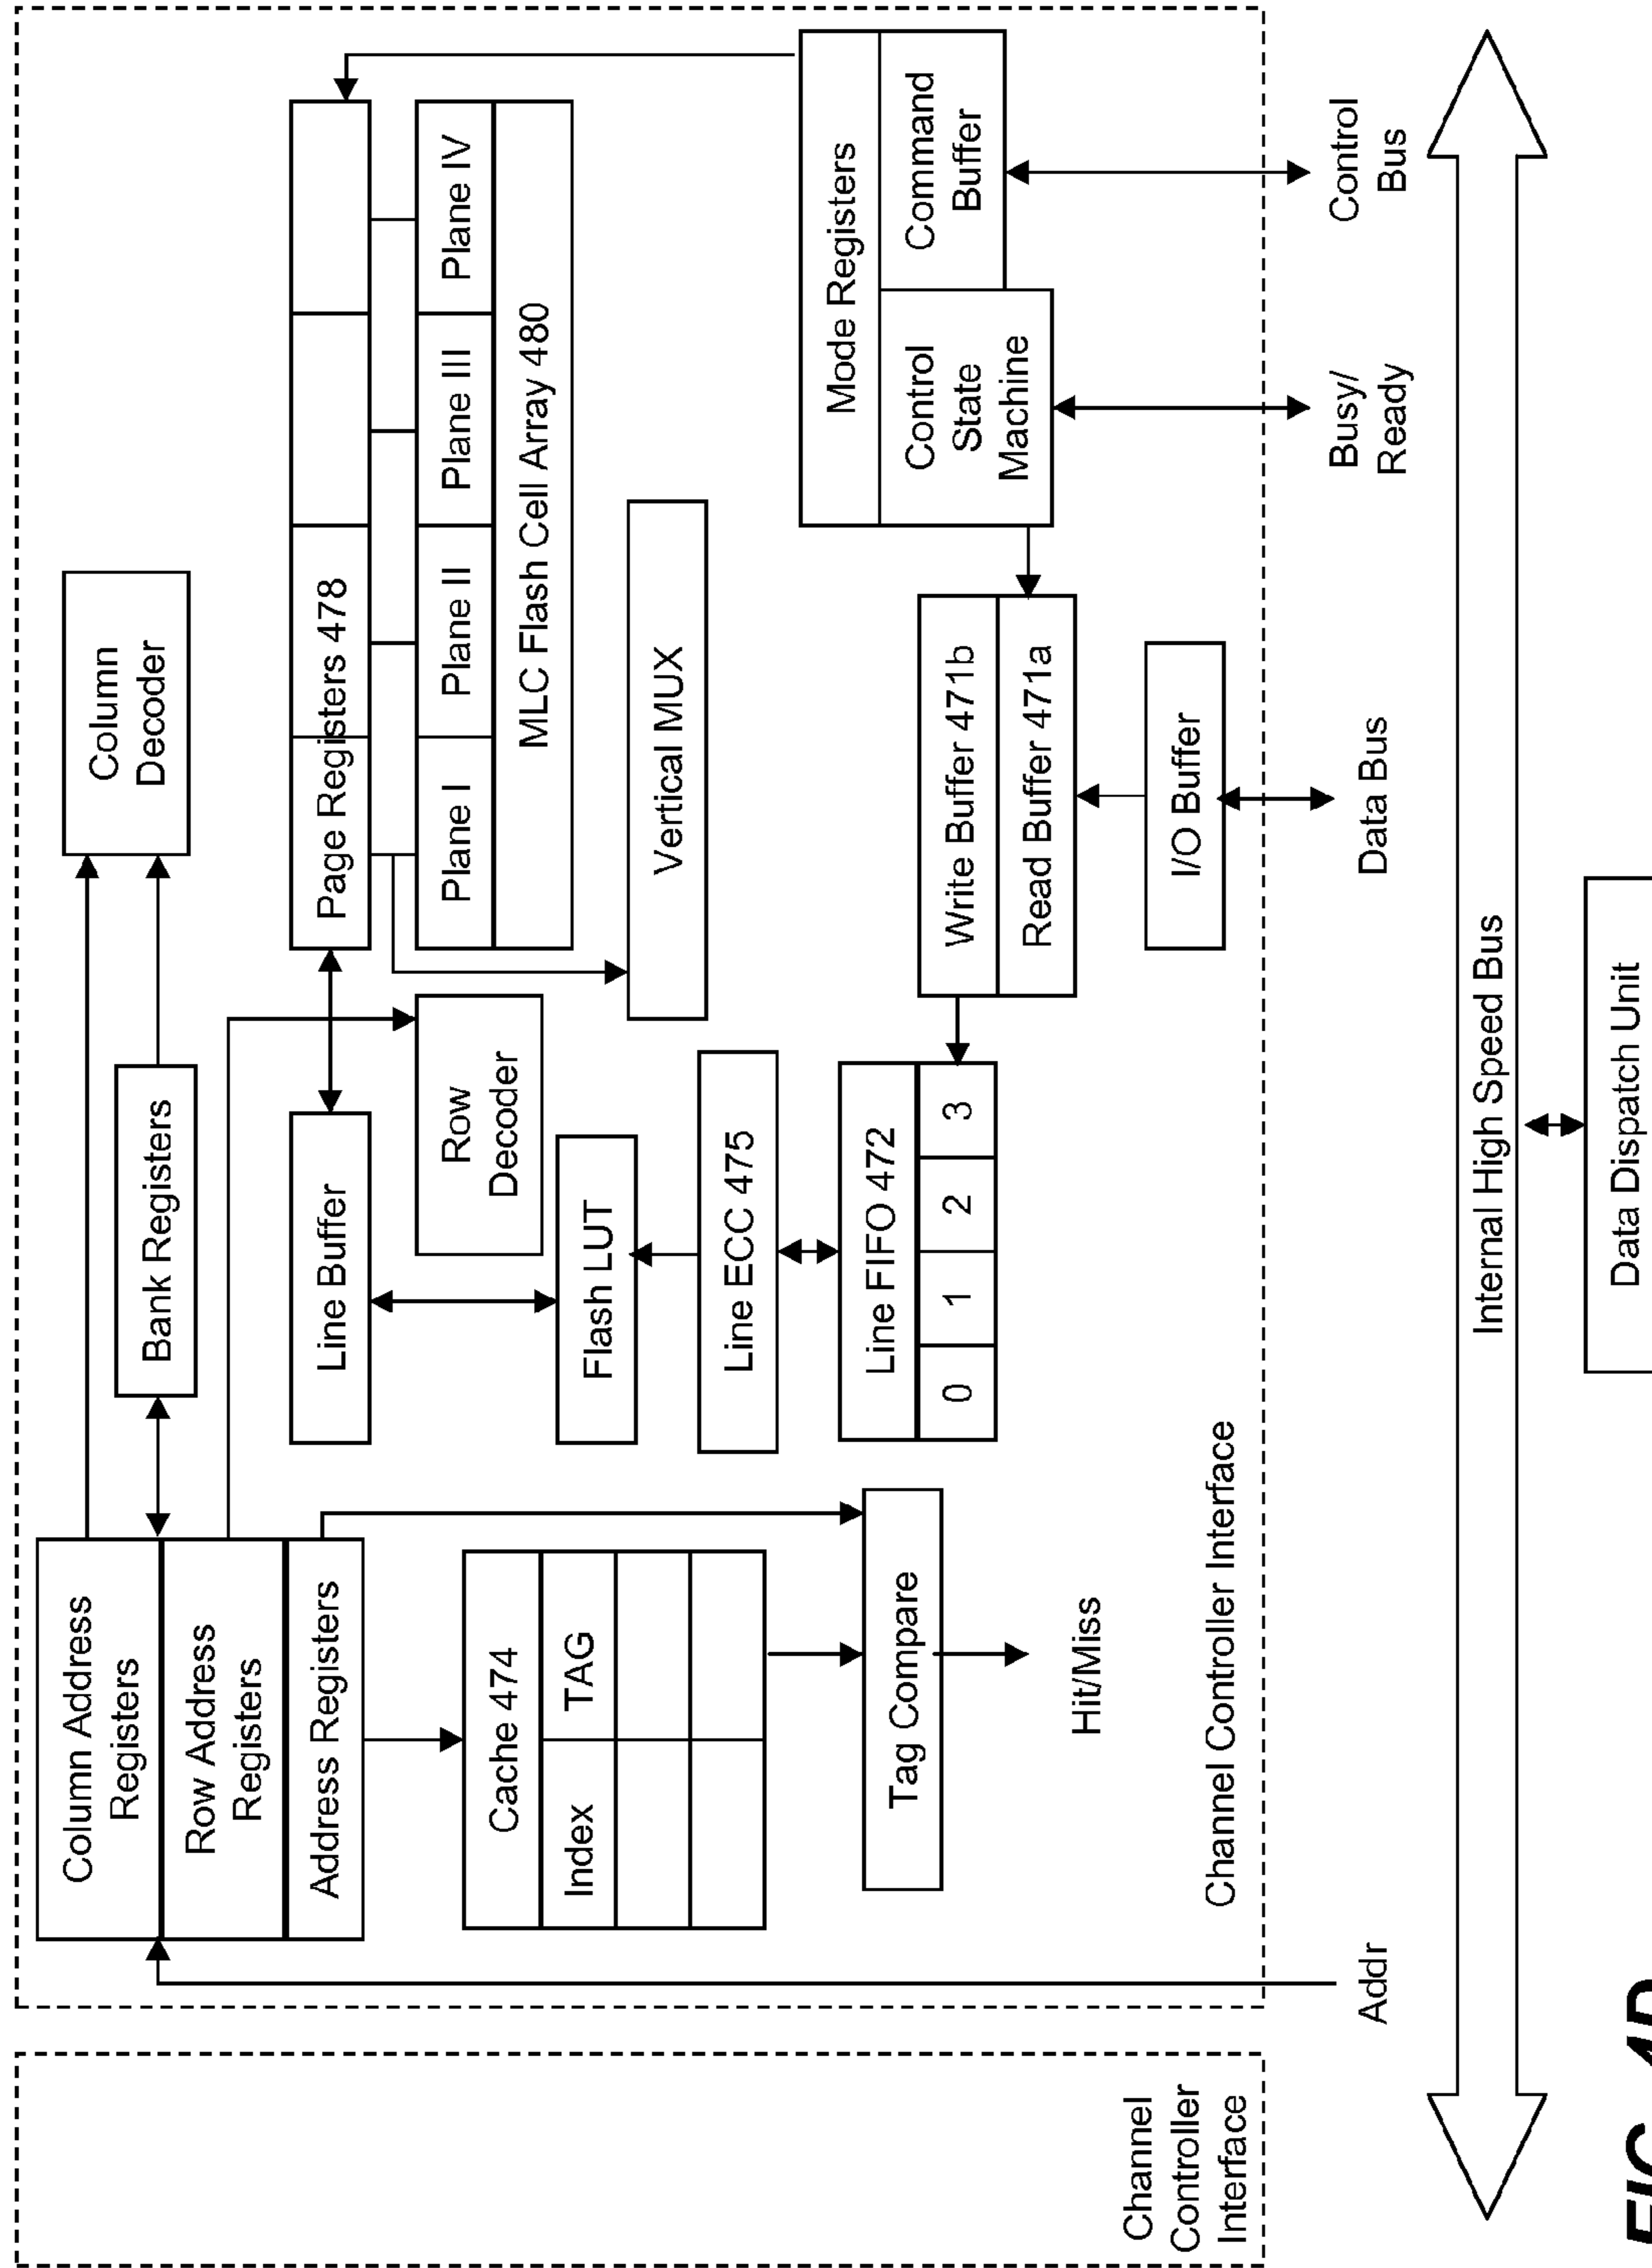 Column Address
Registers
Row Address
Registers
Address Registers
Bank Registers
Column
Decoder
Line Buffer
Page Registers 478
Row
Decoder
Plane I
Plane II
Plane III
Plane IV
MLC Flash Cell Array 480
Cache 474
Index
TAG
Flash LUT
Vertical MUX
Line ECC 475
Mode Registers
Control
State
Machine
Command
Buffer
Tag Compare
Line FIFO 472
0
1
2
3
Write Buffer 471b
Read Buffer 471a
Hit/Miss
I/O Buffer
Channel
Controller
Interface
Channel Controller Interface
Addr
Data Bus
Busy/
Ready
Control
Bus
Internal High Speed Bus
Data Dispatch Unit
FIG. 4D